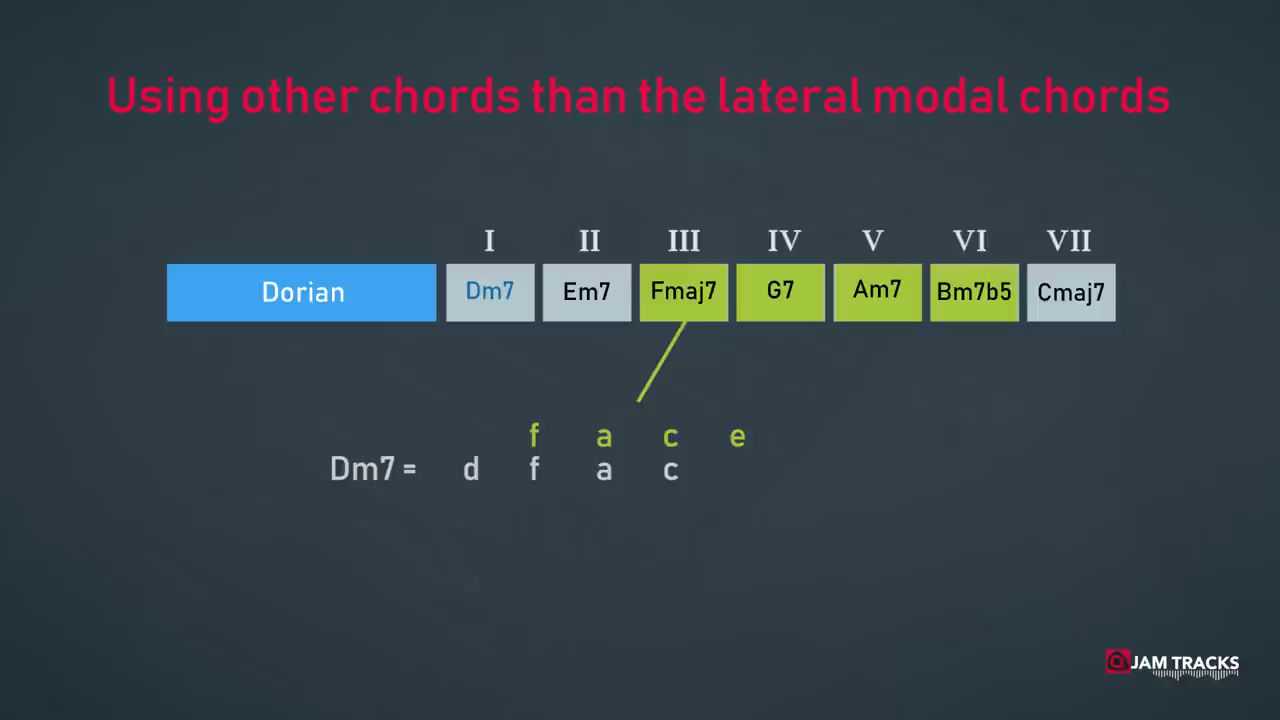 Using other chords than the lateral modal chords
I II III IV V VI VII
Dorian Dm7 Em7 Fmaj7 G7 Am7 Bm7b5 Cmaj7
f a c e
Dm7 = d f a c
@JAM TRACKS